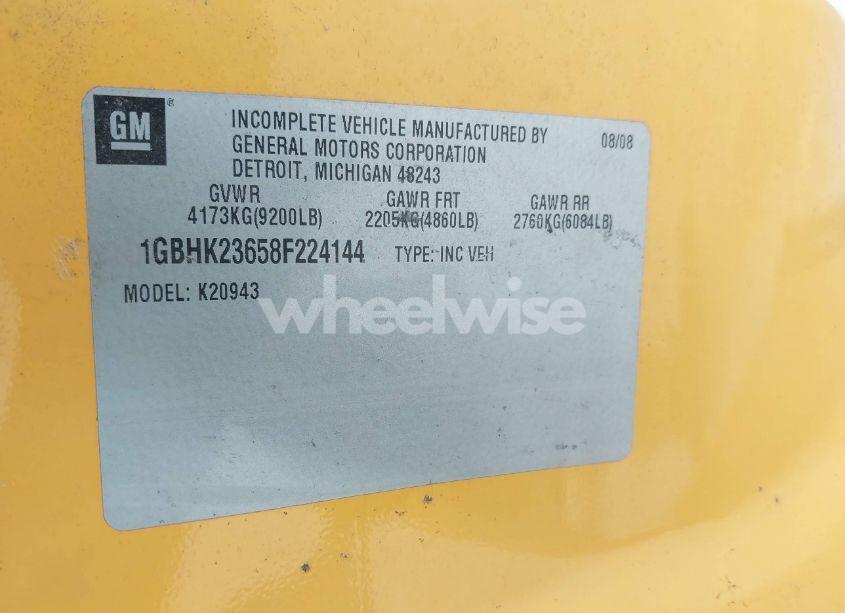 GM ®
INCOMPLETE VEHICLE MANUFACTURED BY 08/08
GENERAL MOTORS CORPORATION
DETROIT, MICHIGAN 48243
GVWR GAWR FRT GAWR RR
4173KG(9200LB) 2205KG(4860LB) 2760KG(6084LB)
1GBHK23658F224144 TYPE: INC VEH
MODEL: K20943
wheelwise